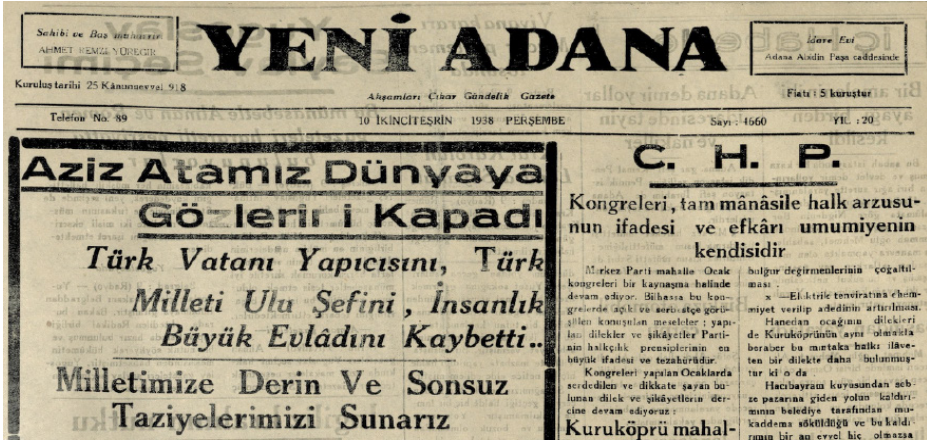 Sahibi ve Baş muharriri
AHMET REMZİ YÜREGİR
YENİ ADANA
İdare Evi
Adana Abidin Paşa caddesinde
Kuruluş tarihi 25 Kânunuevvel 918
Akşamları Çıkar Gündelik Gazete
Fiatı : 5 kuruştur
Telefon No. 89
10 İKİNCİTEŞRİN 1938 PERŞEMBE
Sayı : 4660
Yıl : 20
Aziz Atamız Dünyaya
Gözlerini Kapadı
Türk Vatanı Yapıcısını, Türk
Milleti Ulu Şefini, İnsanlık
Büyük Evlâdını Kaybetti..
Milletimize Derin Ve Sonsuz
Taziyelerimizi Sunarız
C. H. P.
Kongreleri, tam mânâsile halk arzusu-
nun ifadesi ve efkârı umumiyenin
kendisidir
Merkez Parti mahalle Ocak
kongreleri bir kaynaşma halinde
devam ediyor. Bilhassa bu kon-
grelerde açık ve serbestçe görü-
şülen konuşulan meseleler ; yapı-
lan dilekler ve şikâyetler Parti-
nin halkçılık prensiplerinin en
büyük ifadesi ve tezahürüdür.
Kongreleri yapılan Ocaklarda
serdedilen ve dikkate şayan bu-
lunan dilek ve şikâyetlerin der-
cine devam ediyoruz :
Kuruköprü mahal-
bulgur değirmenlerinin çoğaltıl-
ması :
x —Elektrik tenviratına ehem-
miyet verilip adedinin artırılması.
Hanedan ocağının dilekleri
de Kuruköprünün aynı olmakta
beraber bu mıntaka halkı ilâve-
ten bir dilekte daha bulunmuş-
tur ki o da
Hacıbayram kuyusundan seb-
ze pazarına giden yolun kaldırı-
mının belediye tarafından mu-
kaddema söküldüğü ve bu kaldı-
rımın bir an evvel hiç olmazsa